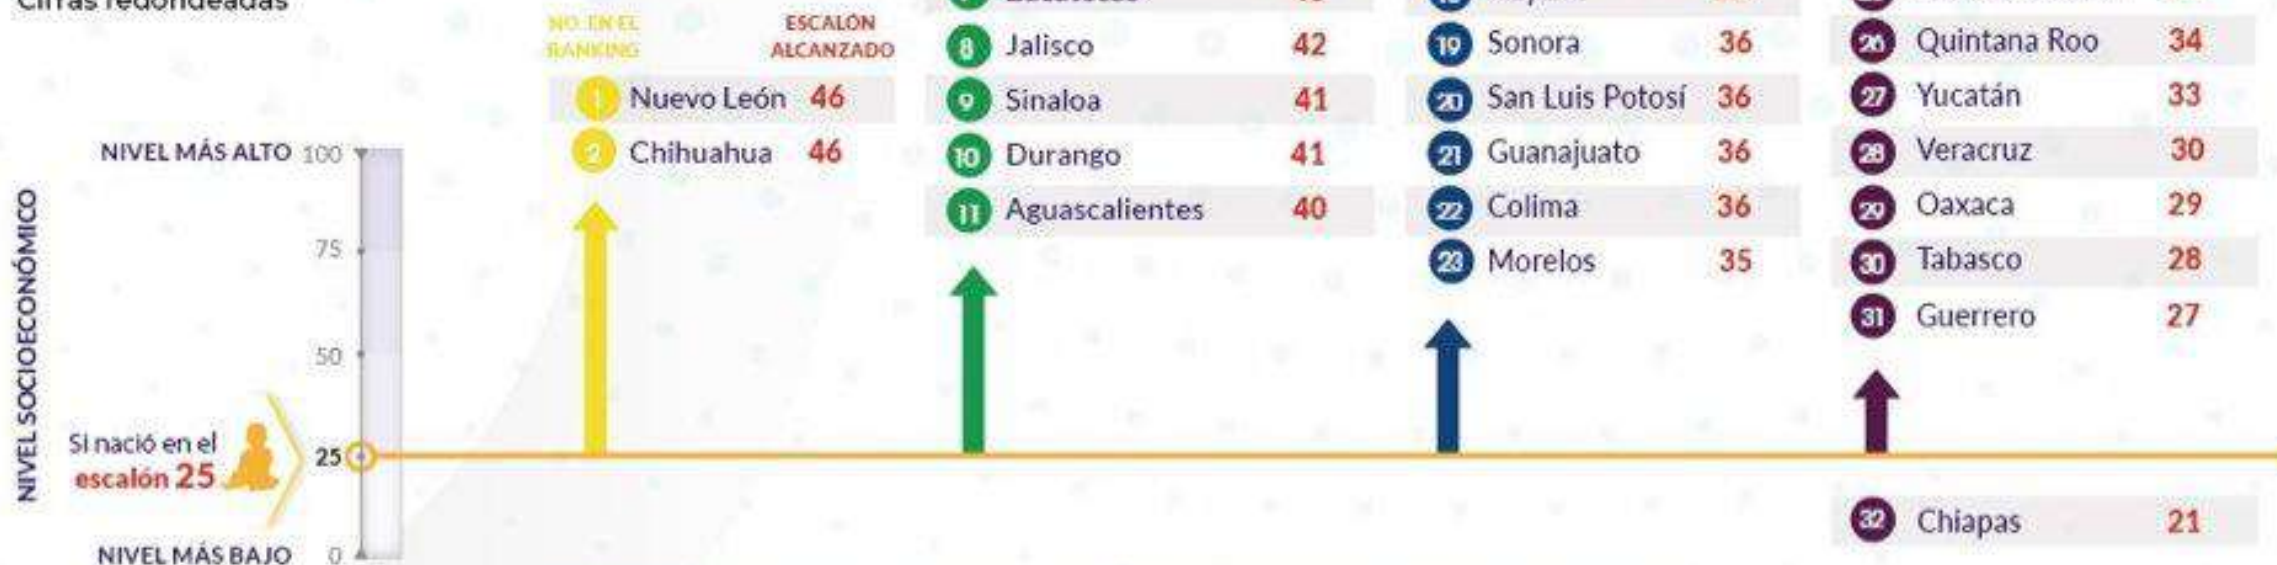 Cifras redondeadas
NO. EN EL
RANKING
ESCALÓN
ALCANZADO
1 Nuevo León 46
2 Chihuahua 46
8 Jalisco 42
9 Sinaloa 41
10 Durango 41
11 Aguascalientes 40
19 Sonora 36
20 San Luis Potosí 36
21 Guanajuato 36
22 Colima 36
23 Morelos 35
26 Quintana Roo 34
27 Yucatán 33
28 Veracruz 30
29 Oaxaca 29
30 Tabasco 28
31 Guerrero 27
32 Chiapas 21
NIVEL SOCIOECONÓMICO
NIVEL MÁS ALTO 100
75
50
Si nació en el
escalón 25
25
NIVEL MÁS BAJO 0